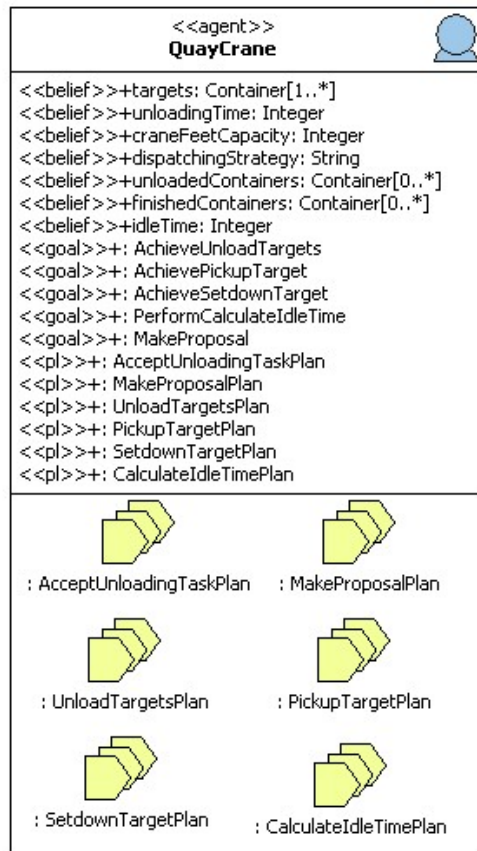 <<agent>>
QuayCrane
<<belief>>+targets: Container[1..*]
<<belief>>+unloadingTime: Integer
<<belief>>+craneFeetCapacity: Integer
<<belief>>+dispatchingStrategy: String
<<belief>>+unloadedContainers: Container[0..*]
<<belief>>+finishedContainers: Container[0..*]
<<belief>>+idleTime: Integer
<<goal>>+: AchieveUnloadTargets
<<goal>>+: AchievePickupTarget
<<goal>>+: AchieveSetdownTarget
<<goal>>+: PerformCalculateIdleTime
<<goal>>+: MakeProposal
<<pl>>+: AcceptUnloadingTaskPlan
<<pl>>+: MakeProposalPlan
<<pl>>+: UnloadTargetsPlan
<<pl>>+: PickupTargetPlan
<<pl>>+: SetdownTargetPlan
<<pl>>+: CalculateIdleTimePlan
: AcceptUnloadingTaskPlan : MakeProposalPlan
: UnloadTargetsPlan : PickupTargetPlan
: SetdownTargetPlan : CalculateIdleTimePlan